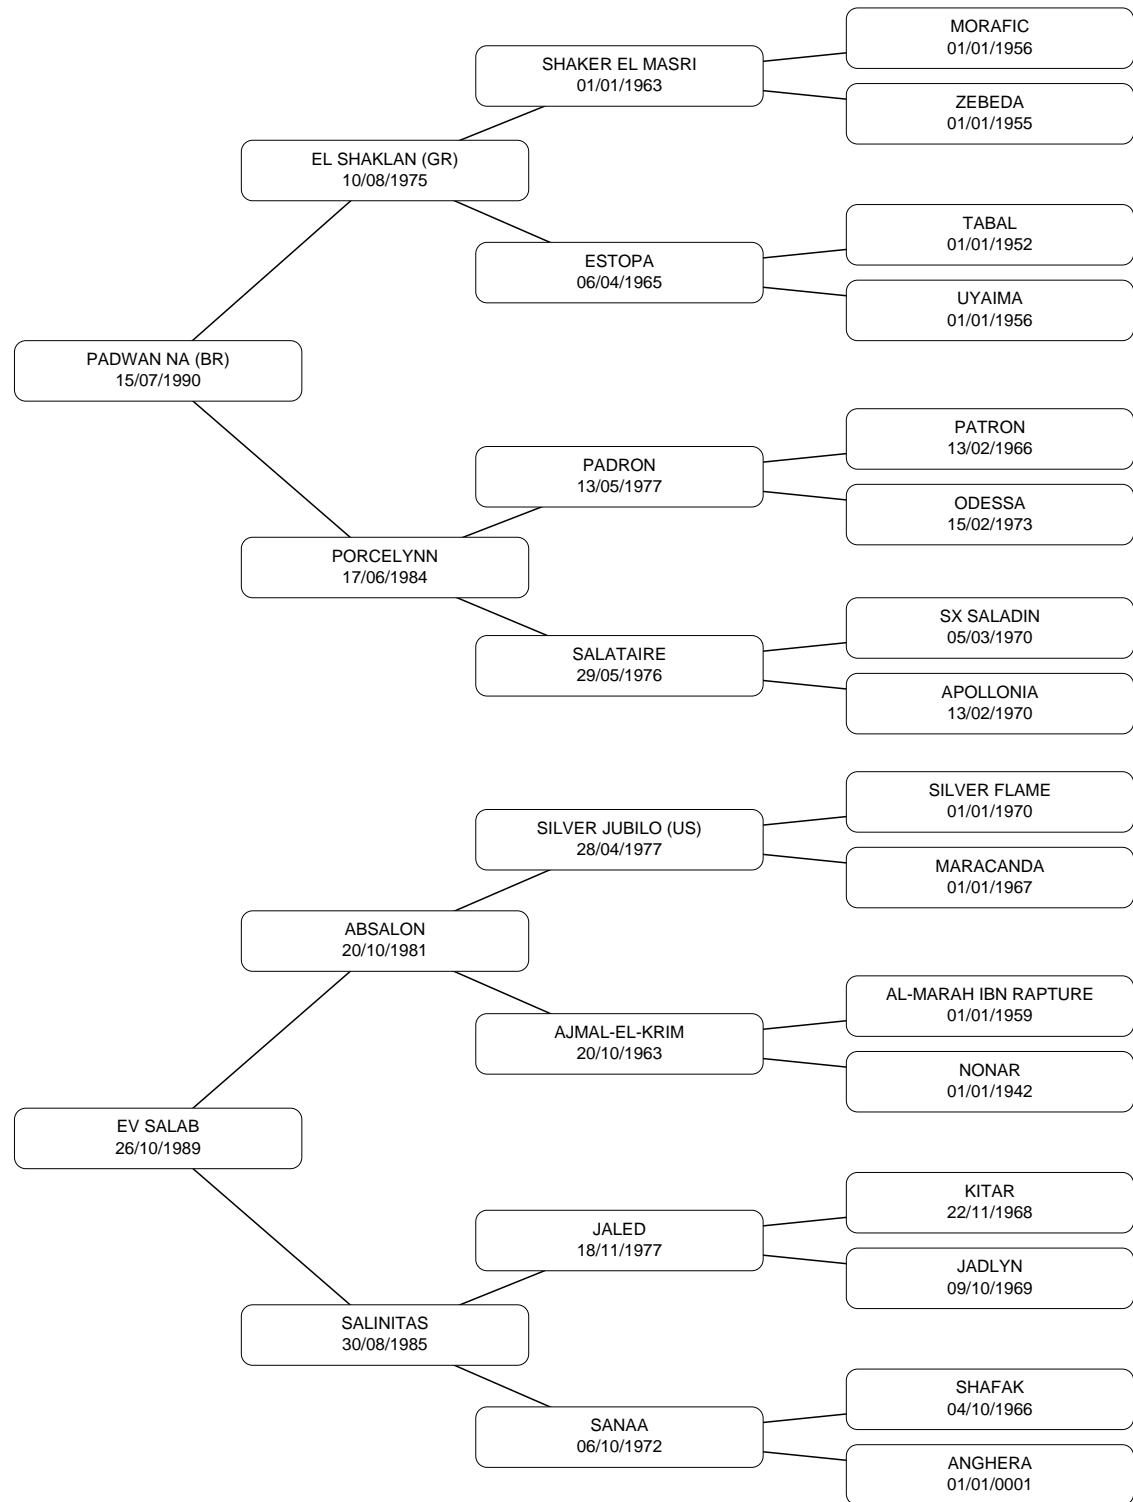 MORAFIC
01/01/1956
SHAKER EL MASRI
01/01/1963
ZEBEDA
01/01/1955
EL SHAKLAN (GR)
10/08/1975
TABAL
01/01/1952
ESTOPA
06/04/1965
UYAIMA
01/01/1956
PADWAN NA (BR)
15/07/1990
PATRON
13/02/1966
PADRON
13/05/1977
ODESSA
15/02/1973
PORCELYNN
17/06/1984
SX SALADIN
05/03/1970
SALATAIRE
29/05/1976
APOLLONIA
13/02/1970
SILVER FLAME
01/01/1970
SILVER JUBILO (US)
28/04/1977
MARACANDA
01/01/1967
ABSALON
20/10/1981
AL-MARAH IBN RAPTURE
01/01/1959
AJMAL-EL-KRIM
20/10/1963
NONAR
01/01/1942
EV SALAB
26/10/1989
KITAR
22/11/1968
JALED
18/11/1977
JADLYN
09/10/1969
SALINITAS
30/08/1985
SHAFAK
04/10/1966
SANAA
06/10/1972
ANGHERA
01/01/0001